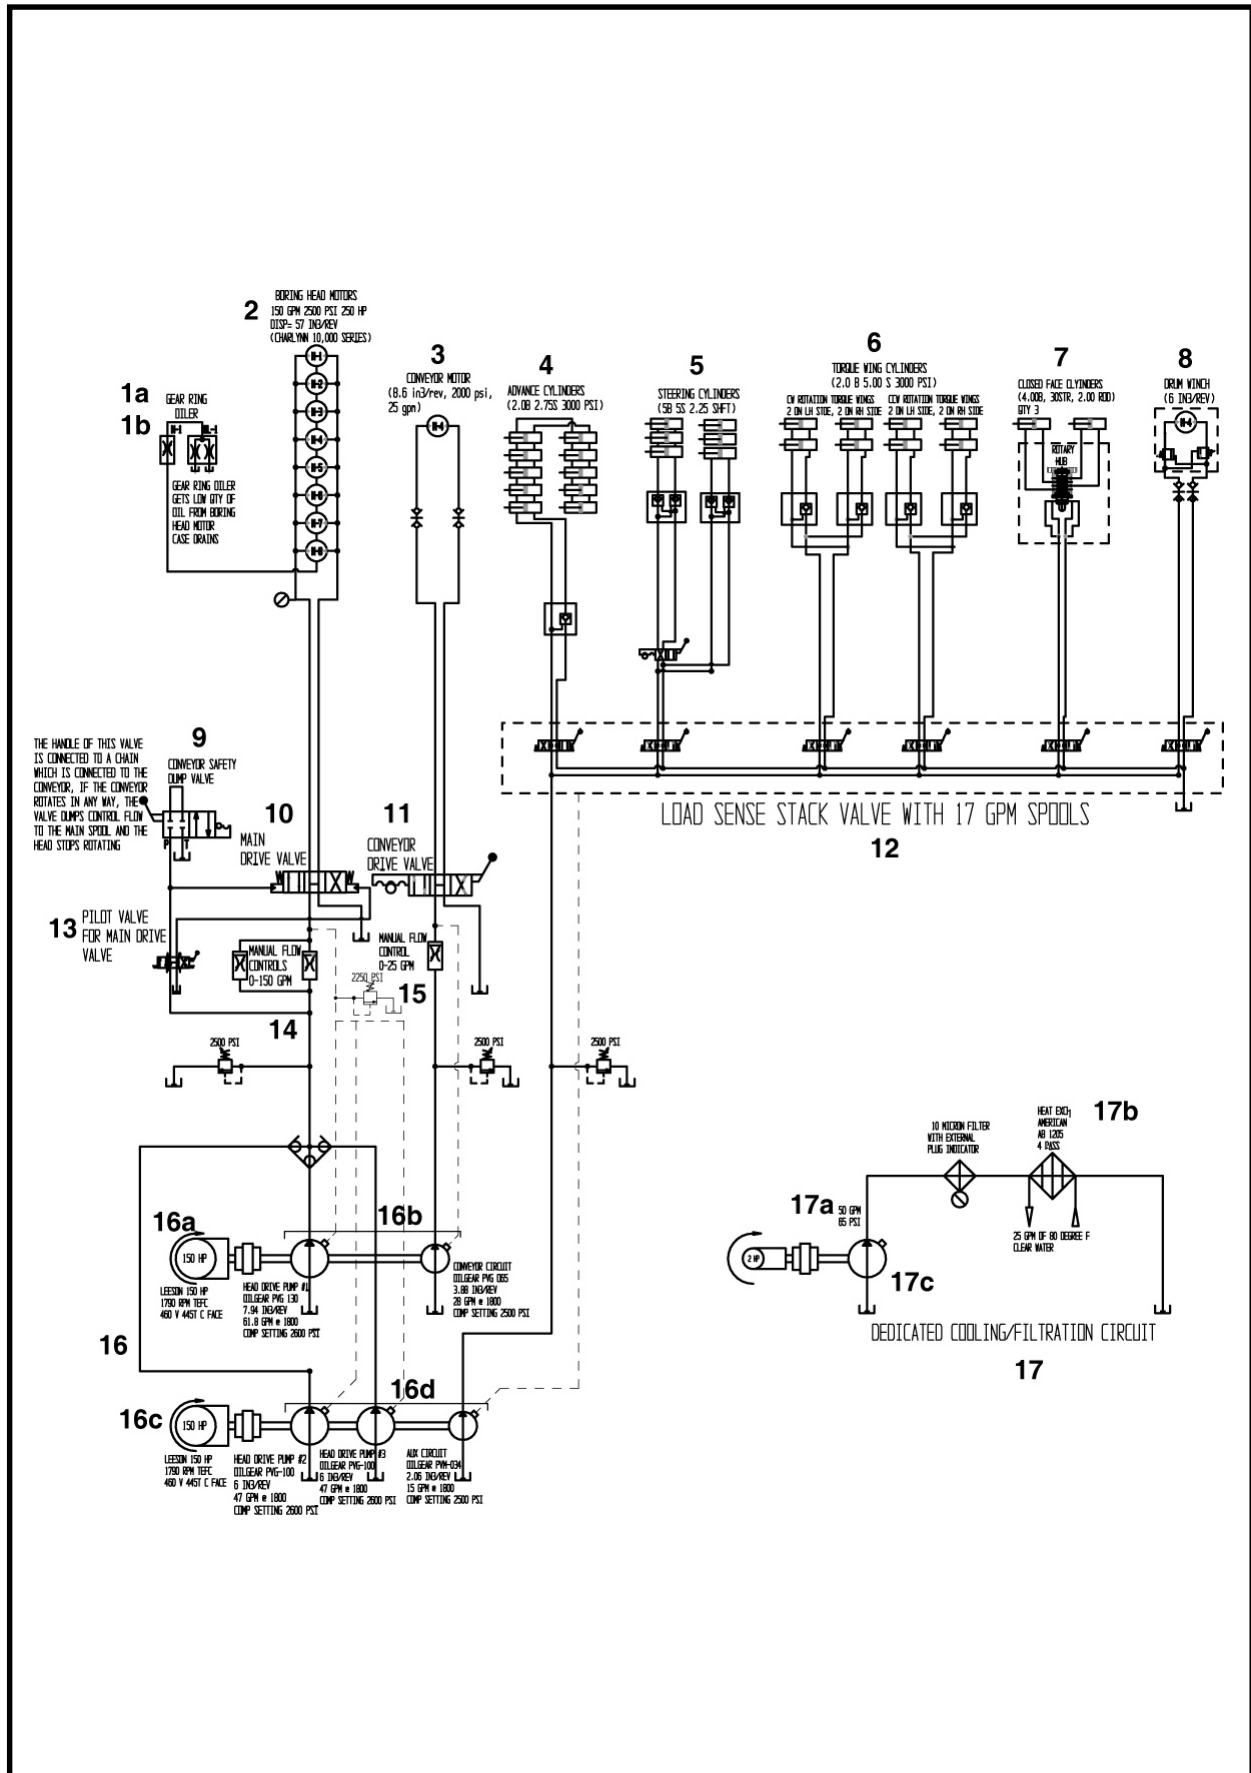 2
BORING HEAD MOTORS
150 GPM 2500 PSI 250 HP
DISP= 57 IN3/REV
(CHARLYNN 10,000 SERIES)
M-1
M-2
M-3
M-4
M-5
M-6
M-7
M-8
1a
1b
GEAR RING
OILER
GEAR RING OILER
GETS LOW QTY OF
OIL FROM BORING
HEAD MOTOR
CASE DRAINS
3
CONVEYOR MOTOR
(8.6 in3/rev, 2000 psi,
25 gpm)
4
ADVANCE CYLINDERS
(2.0B 2.75S 3000 PSI)
5
STEERING CYLINDERS
(5B 5S 2.25 SHFT)
6
TORQUE WING CYLINDERS
(2.0 B 5.00 S 3000 PSI)
CW ROTATION TORQUE WINGS
2 ON LH SIDE, 2 ON RH SIDE
CCW ROTATION TORQUE WINGS
2 ON LH SIDE, 2 ON RH SIDE
7
CLOSED FACE CLYINDERS
(4.00B, 30STR, 2.00 ROD)
QTY 3
ROTARY
HUB
8
DRUM WINCH
(6 IN3/REV)
9
CONVEYOR SAFETY
DUMP VALVE
THE HANDLE OF THIS VALVE
IS CONNECTED TO A CHAIN
WHICH IS CONNECTED TO THE
CONVEYOR, IF THE CONVEYOR
ROTATES IN ANY WAY, THE
VALVE DUMPS CONTROL FLOW
TO THE MAIN SPOOL AND THE
HEAD STOPS ROTATING
P T
10
MAIN
DRIVE VALVE
11
CONVEYOR
DRIVE VALVE
LOAD SENSE STACK VALVE WITH 17 GPM SPOOLS
12
13
PILOT VALVE
FOR MAIN DRIVE
VALVE
MANUAL FLOW
CONTROLS
0-150 GPM
MANUAL FLOW
CONTROL
0-25 GPM
2250 PSI
15
14
2500 PSI
2500 PSI
2500 PSI
16a
150 HP
LEESON 150 HP
1790 RPM TEFC
460 V 445T C FACE
16b
HEAD DRIVE PUMP #1
OILGEAR PVG 130
7.94 IN3/REV
61.8 GPM @ 1800
COMP SETTING 2600 PSI
CONVEYOR CIRCUIT
OILGEAR PVG 065
3.88 IN3/REV
28 GPM @ 1800
COMP SETTING 2500 PSI
16
16c
150 HP
LEESON 150 HP
1790 RPM TEFC
460 V 445T C FACE
16d
HEAD DRIVE PUMP #2
OILGEAR PVG-100
6 IN3/REV
47 GPM @ 1800
COMP SETTING 2600 PSI
HEAD DRIVE PUMP #3
OILGEAR PVG-100
6 IN3/REV
47 GPM @ 1800
COMP SETTING 2600 PSI
AUX CIRCUIT
OILGEAR PVM-034
2.06 IN3/REV
15 GPM @ 1800
COMP SETTING 2500 PSI
10 MICRON FILTER
WITH EXTERNAL
PLUG INDICATOR
HEAT EXCH
AMERICAN
AB 1205
4 PASS
17b
17a
50 GPM
65 PSI
2 HP
17c
25 GPM OF 80 DEGREE F
CLEAR WATER
DEDICATED COOLING/FILTRATION CIRCUIT
17